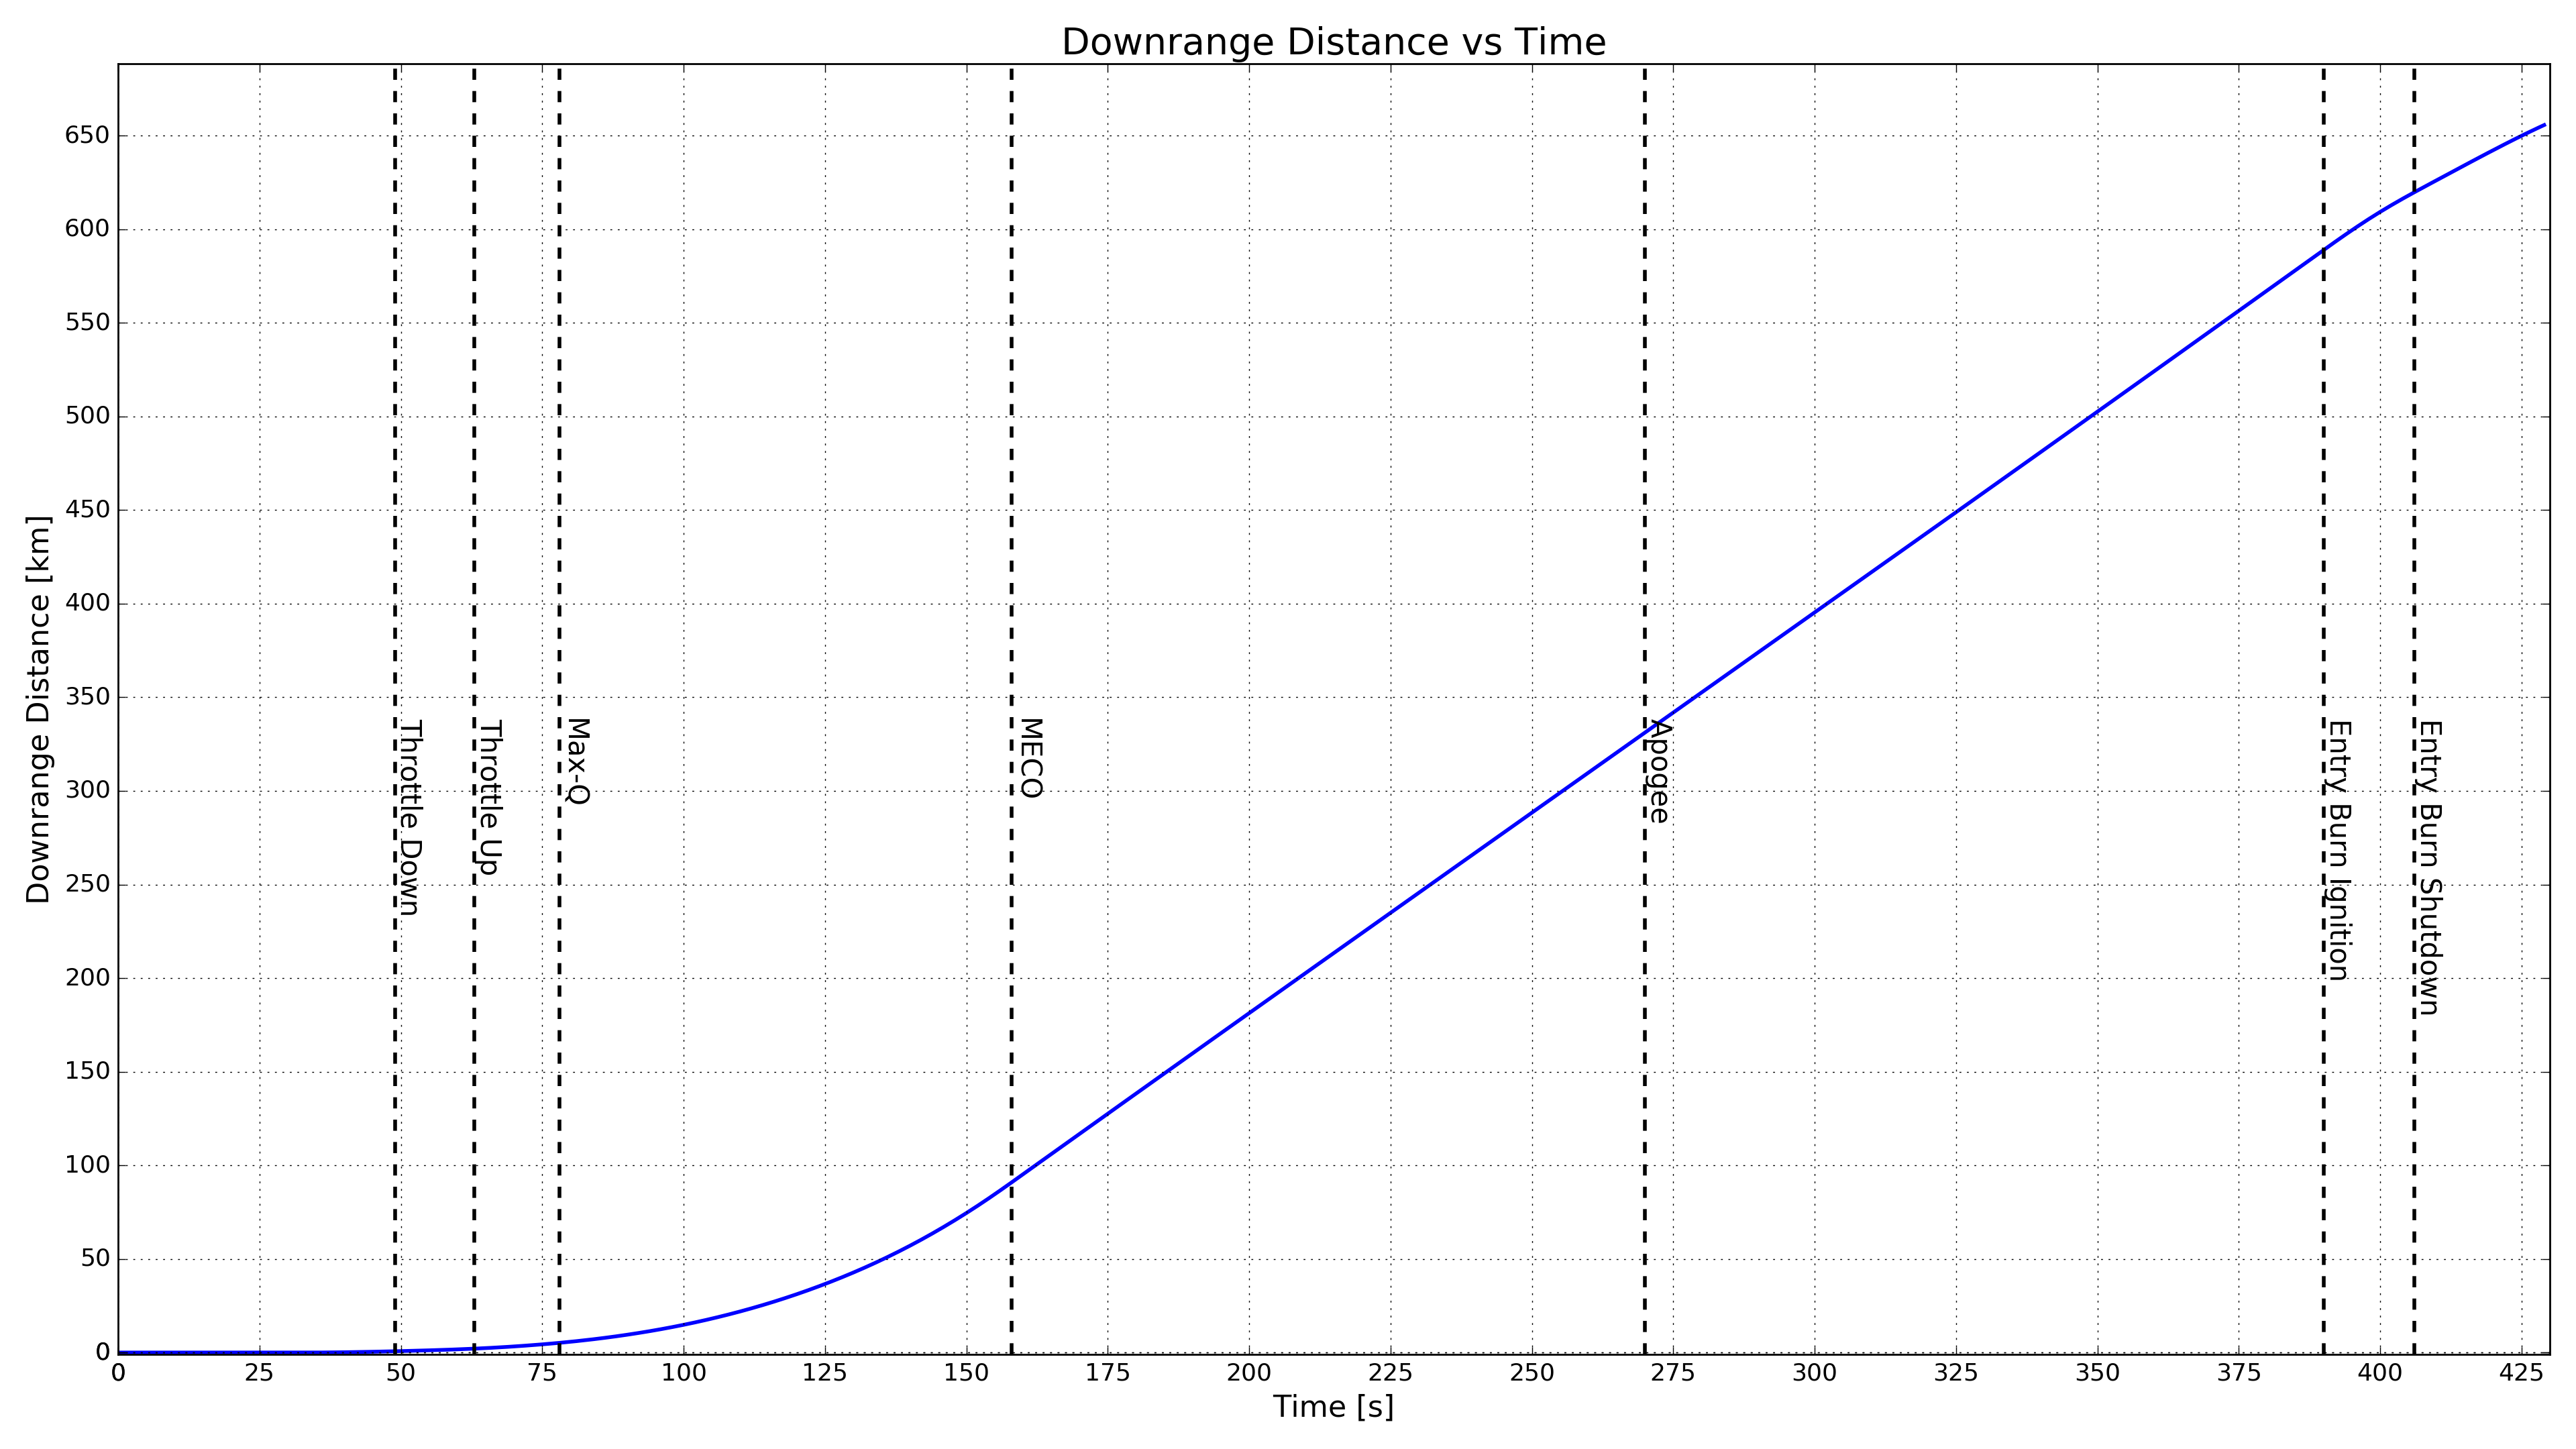 Downrange Distance vs Time
Downrange Distance [km]
650
600
550
500
450
400
350
300
250
200
150
100
50
0
Throttle Down
Throttle Up
Max-Q
MECO
Apogee
Entry Burn Ignition
Entry Burn Shutdown
0 25 50 75 100 125 150 175 200 225 250 275 300 325 350 375 400 425
Time [s]